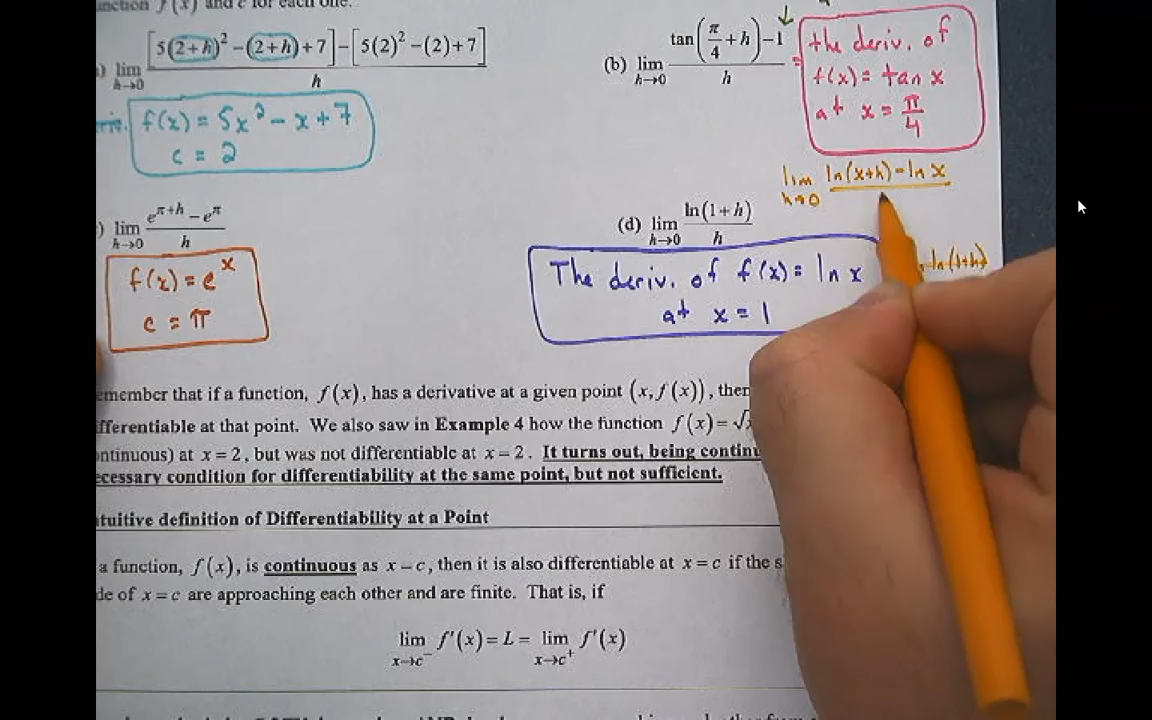 f(x) and c for each one.
) lim h→0 [5(2+h)² −(2+h)+7]−[5(2)² −(2)+7] / h
f(x) = 5x² − x + 7
c = 2
(b) lim h→0 tan(π/4 + h) −1 / h =
the deriv. of
f(x) = tan x
at x = π/4
lim h→0 ln(x+h) − ln x
) lim h→0 e^(π+h) − e^π / h
f(x) = e^x
c = π
(d) lim h→0 ln(1+h) / h
The deriv. of f(x) = ln x
at x = 1
ln(1+h)
emember that if a function, f(x), has a derivative at a given point (x, f(x)), then
fferentiable at that point. We also saw in Example 4 how the function f(x) = √
ntinuous) at x = 2, but was not differentiable at x = 2. It turns out, being continu
ecessary condition for differentiability at the same point, but not sufficient.
tuitive definition of Differentiability at a Point
a function, f(x), is continuous as x − c, then it is also differentiable at x = c if the s
de of x = c are approaching each other and are finite. That is, if
lim x→c⁻ f'(x) = L = lim x→c⁺ f'(x)